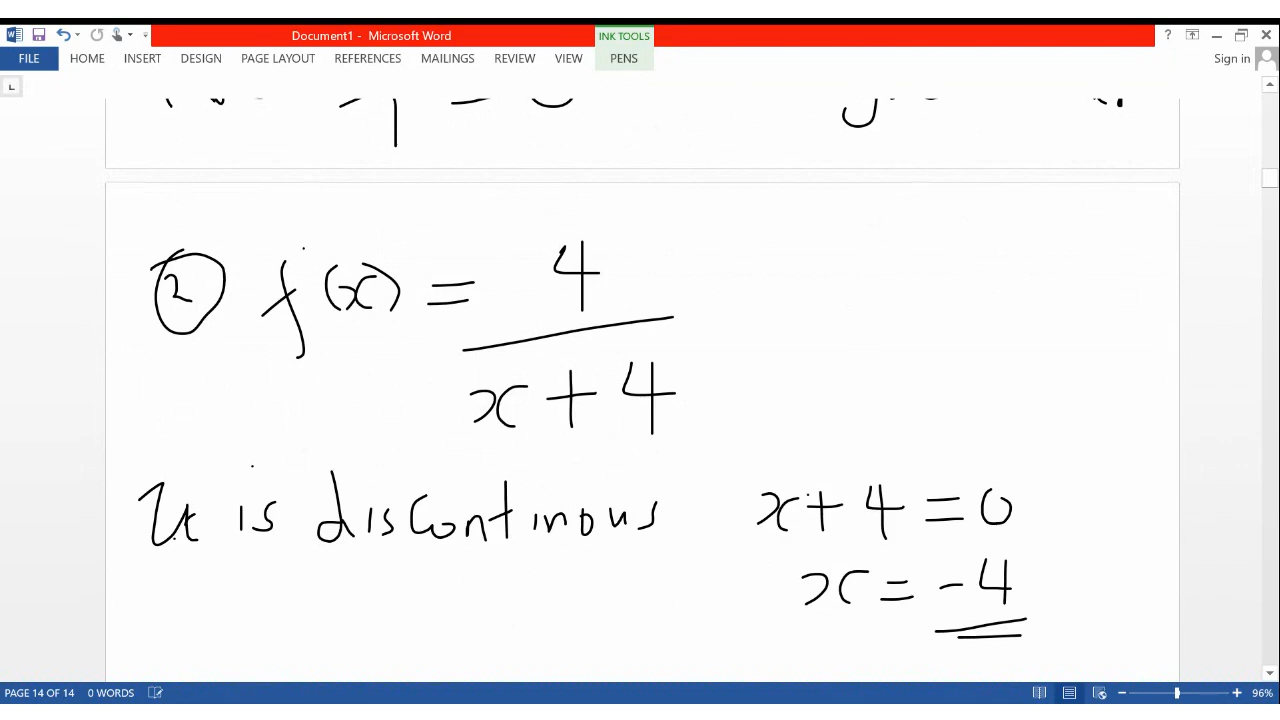 Document1 - Microsoft Word
INK TOOLS
FILE HOME INSERT DESIGN PAGE LAYOUT REFERENCES MAILINGS REVIEW VIEW PENS
Sign in
2 f(x) = 4
x + 4
It is discontinous
x + 4 = 0
x = -4
PAGE 14 OF 14 0 WORDS
96%